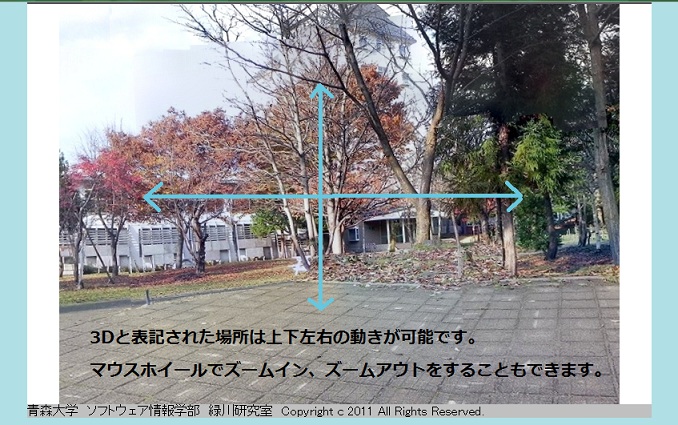 3Dと表記された場所は上下左右の動きが可能です。
マウスホイールでズームイン、ズームアウトをすることもできます。
青森大学　ソフトウェア情報学部　緑川研究室　Copyright c 2011 All Rights Reserved.